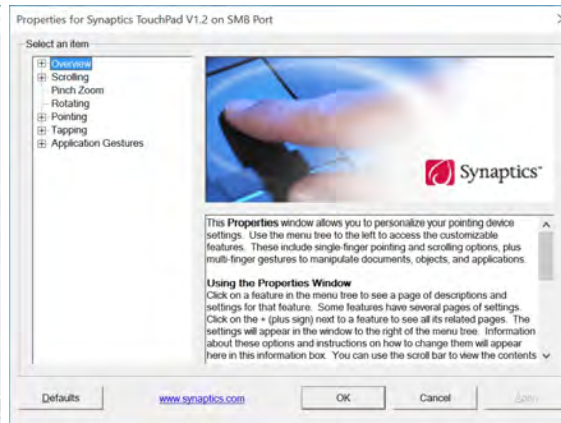 Properties for Synaptics TouchPad V1.2 on SMB Port
Select an item
Overview
Scrolling
Pinch Zoom
Rotating
Pointing
Tapping
Application Gestures
Synaptics™
This Properties window allows you to personalize your pointing device
settings. Use the menu tree to the left to access the customizable
features. These include single-finger pointing and scrolling options, plus
multi-finger gestures to manipulate documents, objects, and applications.
Using the Properties Window
Click on a feature in the menu tree to see a page of descriptions and
settings for that feature. Some features have several pages of settings.
Click on the + (plus sign) next to a feature to see all its related pages. The
settings will appear in the window to the right of the menu tree. Information
about these options and instructions on how to change them will appear
here in this information box. You can use the scroll bar to view the contents
Defaults
www.synaptics.com
OK
Cancel
Apply